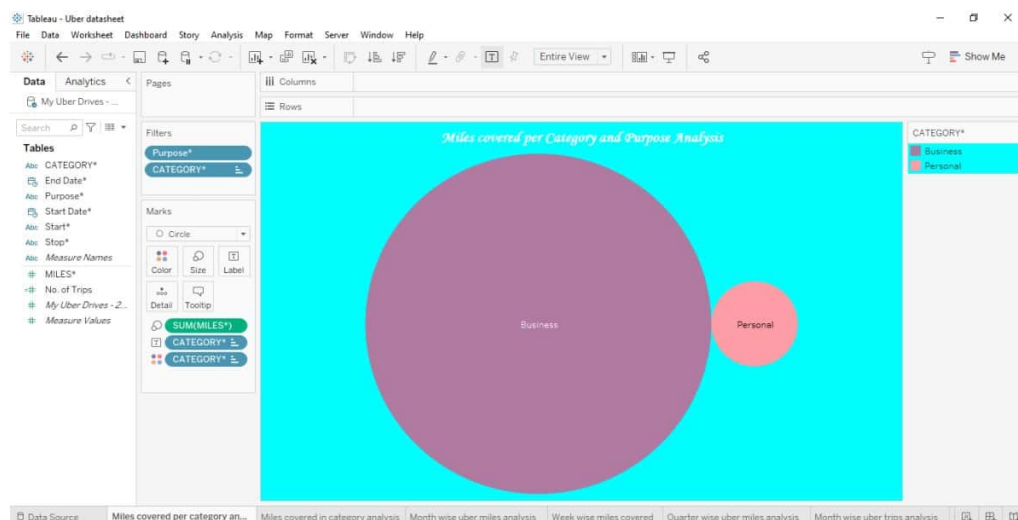 Tableau - Uber datasheet
File Data Worksheet Dashboard Story Analysis Map Format Server Window Help
Entire View
Show Me
Data Analytics
My Uber Drives - ...
Search
Tables
Abc CATEGORY*
End Date*
Abc Purpose*
Start Date*
Abc Start*
Abc Stop*
Abc Measure Names
# MILES*
=# No. of Trips
# My Uber Drives - 2...
# Measure Values
Pages
Filters
Purpose*
CATEGORY*
Marks
Circle
Color Size Label
Detail Tooltip
SUM(MILES*)
CATEGORY*
CATEGORY*
Columns
Rows
Miles covered per Category and Purpose Analysis
Business
Personal
CATEGORY*
Business
Personal
Data Source Miles covered per category an... Miles covered in category analysis Month wise uber miles analysis Week wise miles covered Quarter wise uber miles analysis Month wise uber trips analysis